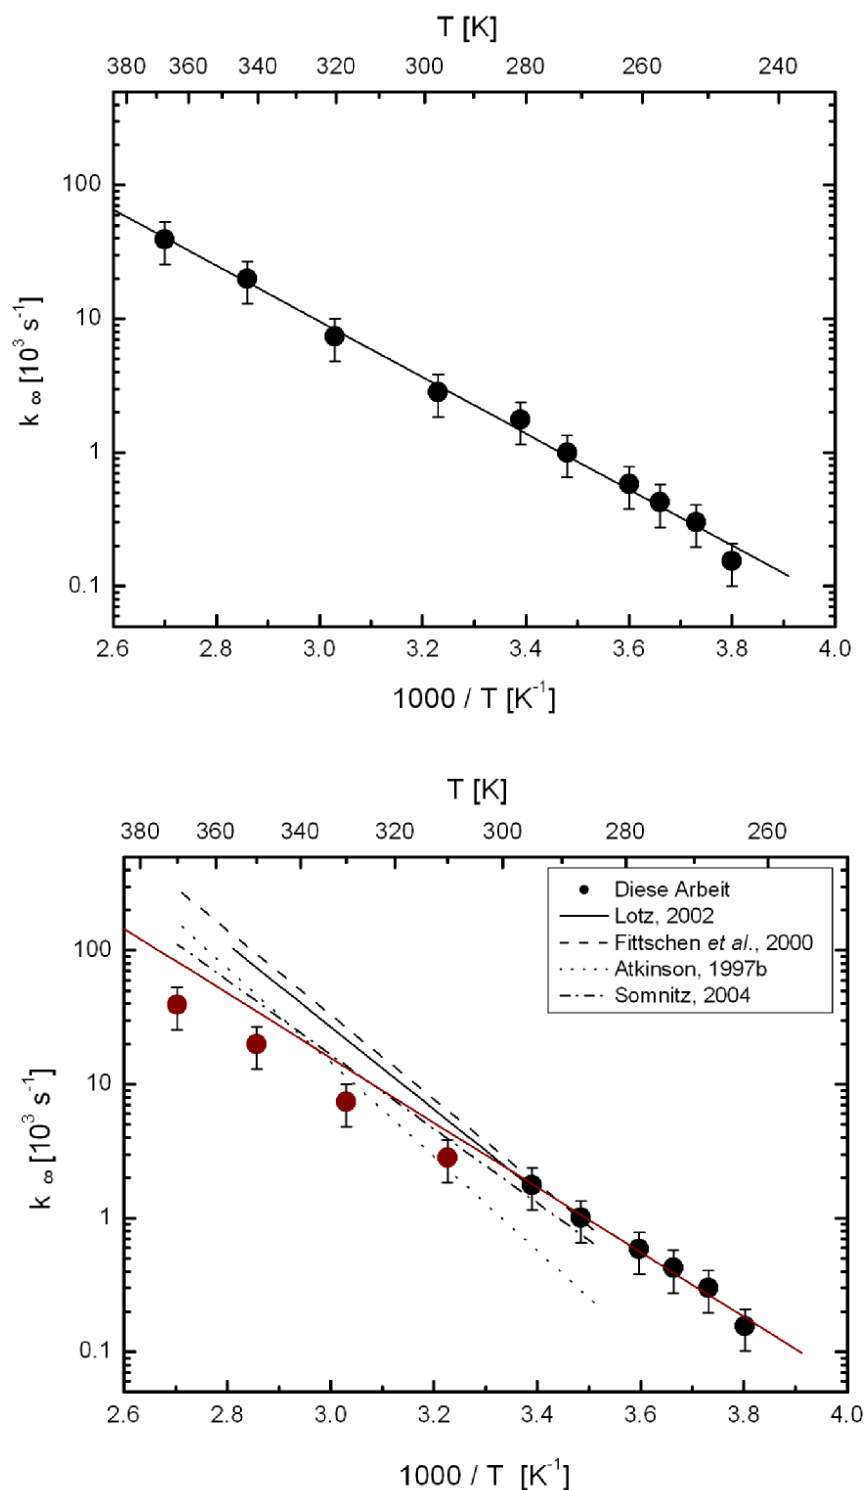 T [K]
380 360 340 320 300 280 260 240
100
10
1
0.1
k ∞ [10³ s⁻¹]
2.6 2.8 3.0 3.2 3.4 3.6 3.8 4.0
1000 / T [K⁻¹]
T [K]
380 360 340 320 300 280 260
Diese Arbeit
Lotz, 2002
Fittschen et al., 2000
Atkinson, 1997b
Somnitz, 2004
100
10
1
0.1
k ∞ [10³ s⁻¹]
2.6 2.8 3.0 3.2 3.4 3.6 3.8 4.0
1000 / T [K⁻¹]